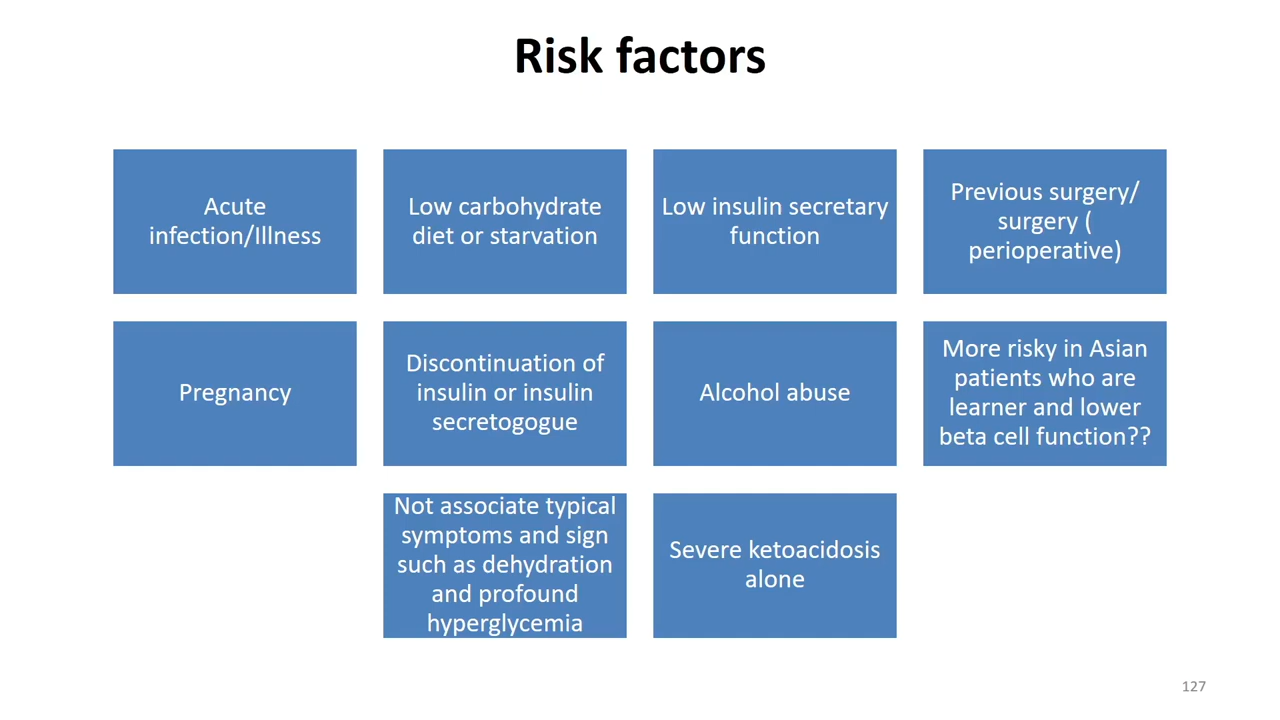 Risk factors
Acute
infection/Illness
Low carbohydrate
diet or starvation
Low insulin secretary
function
Previous surgery/
surgery (
perioperative)
Pregnancy
Discontinuation of
insulin or insulin
secretogogue
Alcohol abuse
More risky in Asian
patients who are
learner and lower
beta cell function??
Not associate typical
symptoms and sign
such as dehydration
and profound
hyperglycemia
Severe ketoacidosis
alone
127